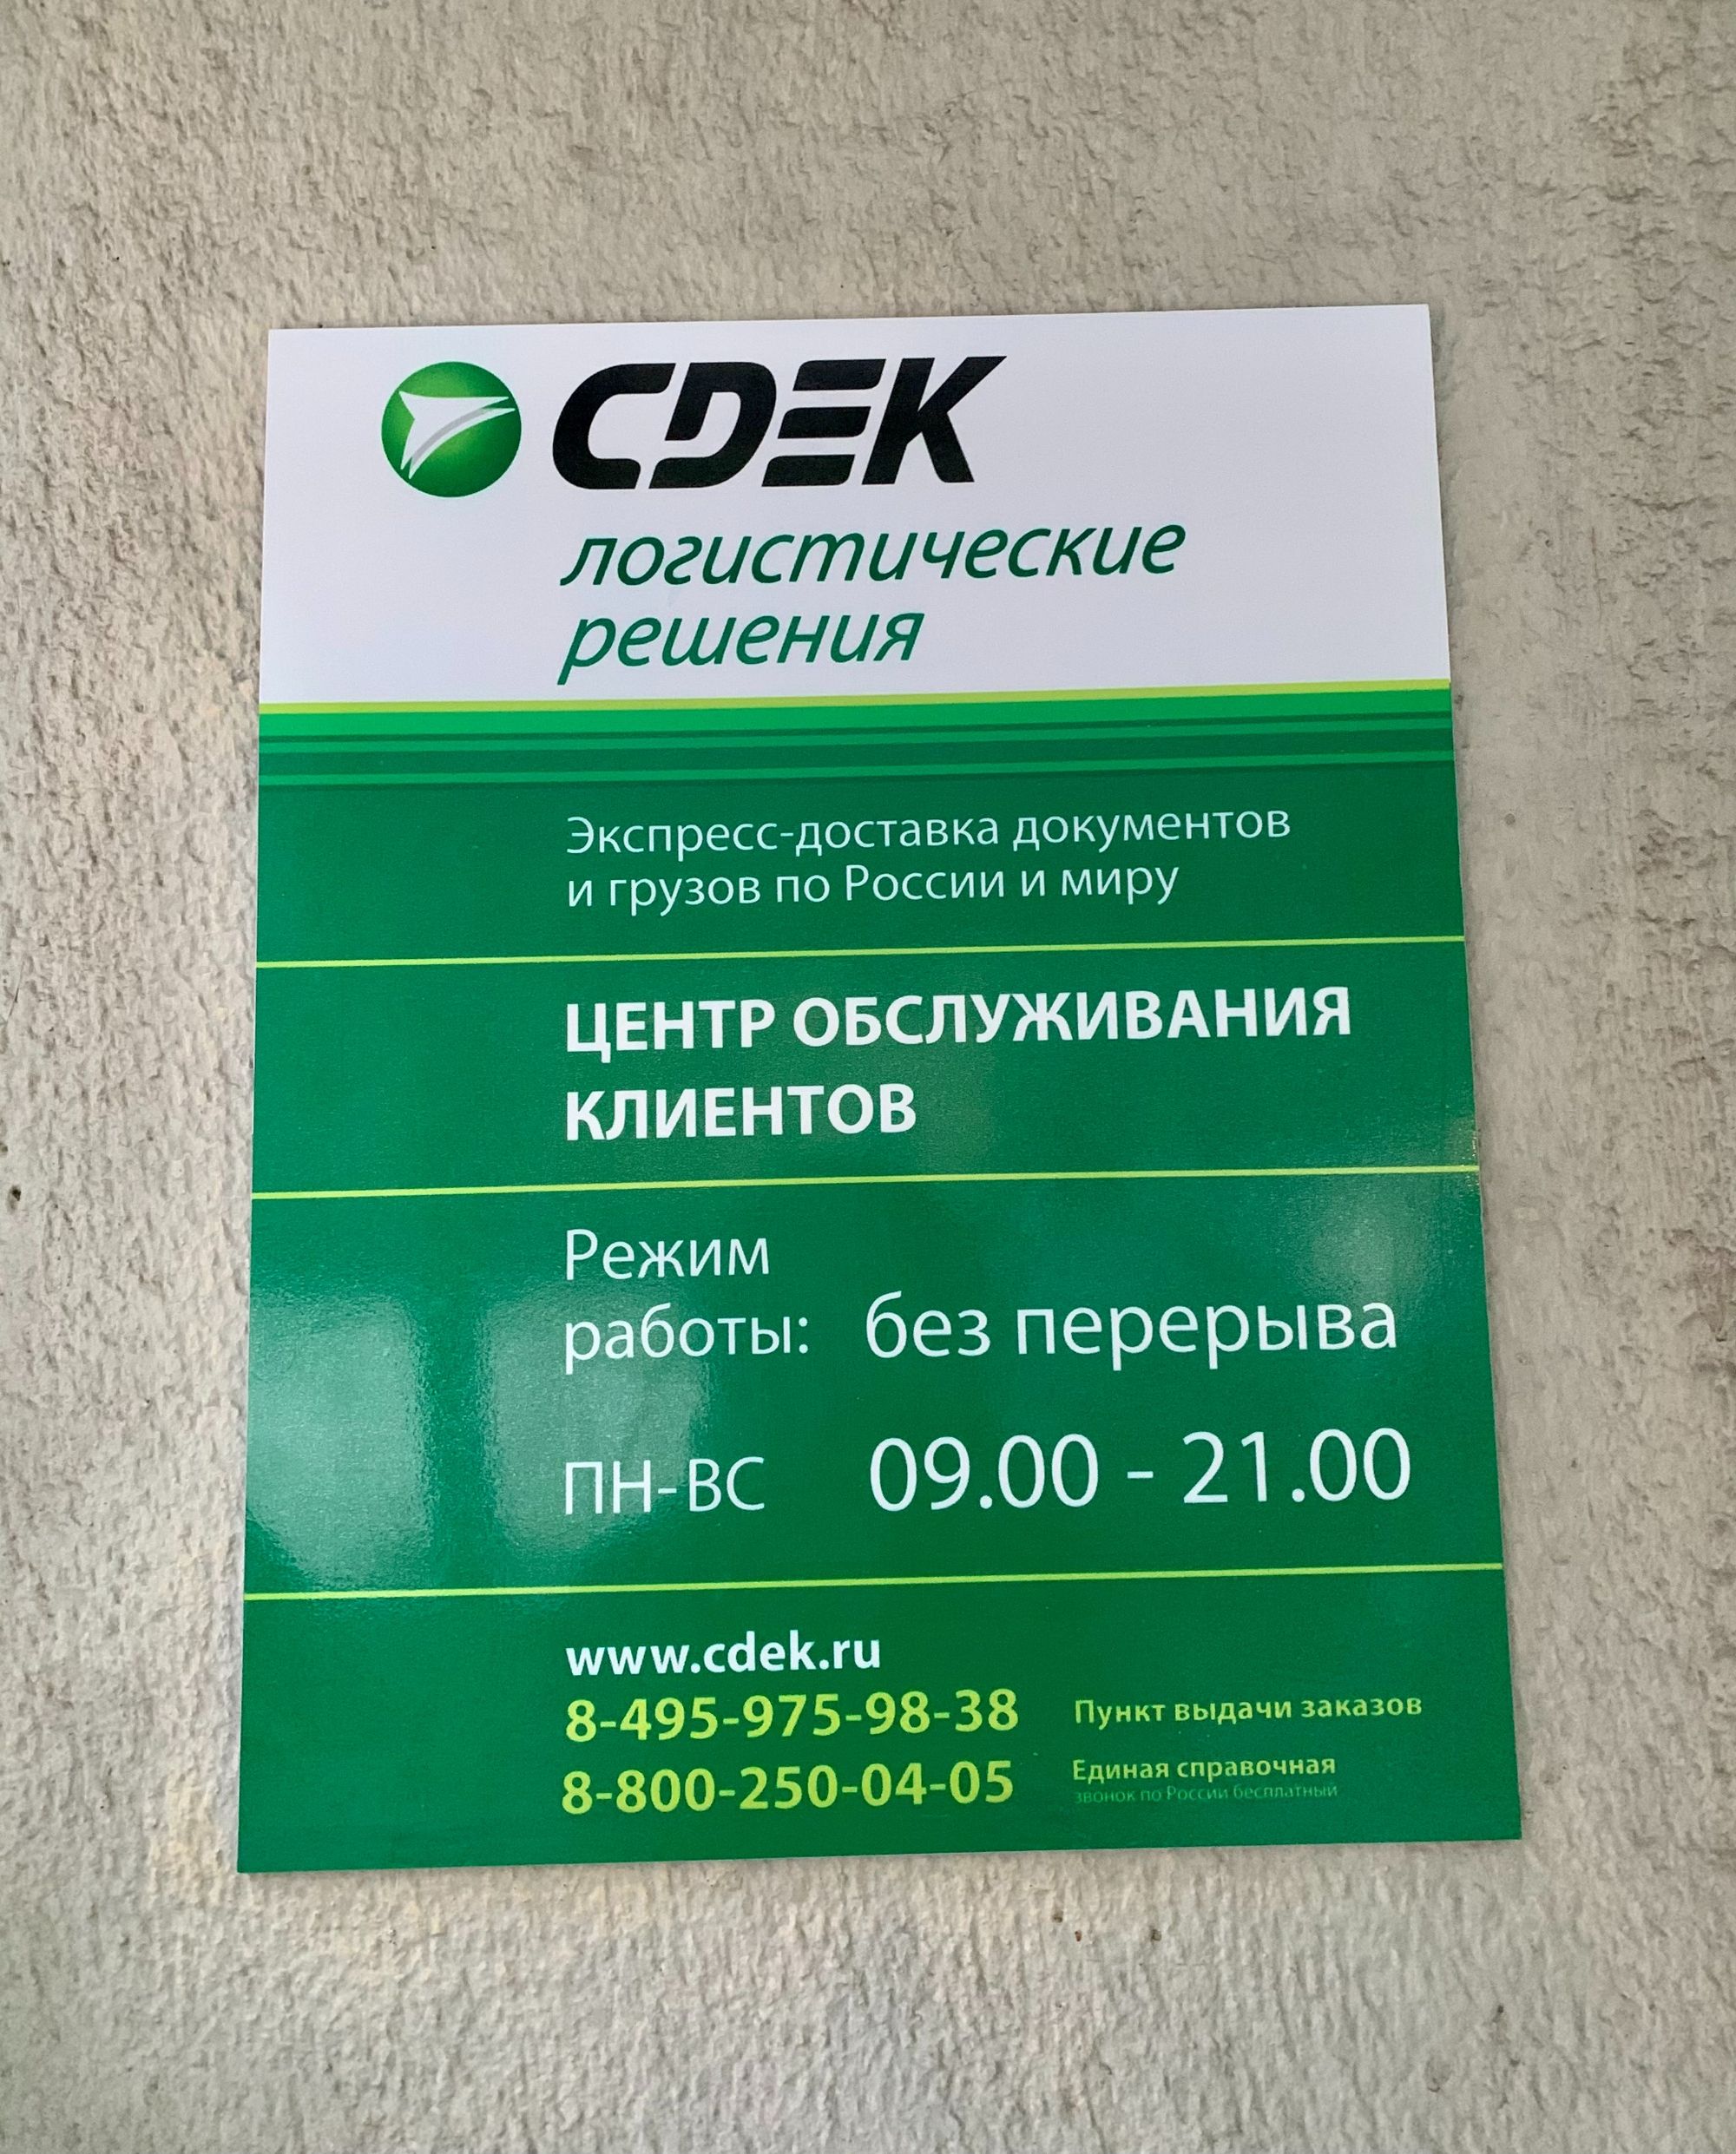 CDEK
логистические
решения
Экспресс-доставка документов
и грузов по России и миру
ЦЕНТР ОБСЛУЖИВАНИЯ
КЛИЕНТОВ
Режим
работы: без перерыва
ПН-ВС 09.00 - 21.00
www.cdek.ru
8-495-975-98-38 Пункт выдачи заказов
8-800-250-04-05 Единая справочная
звонок по России бесплатный